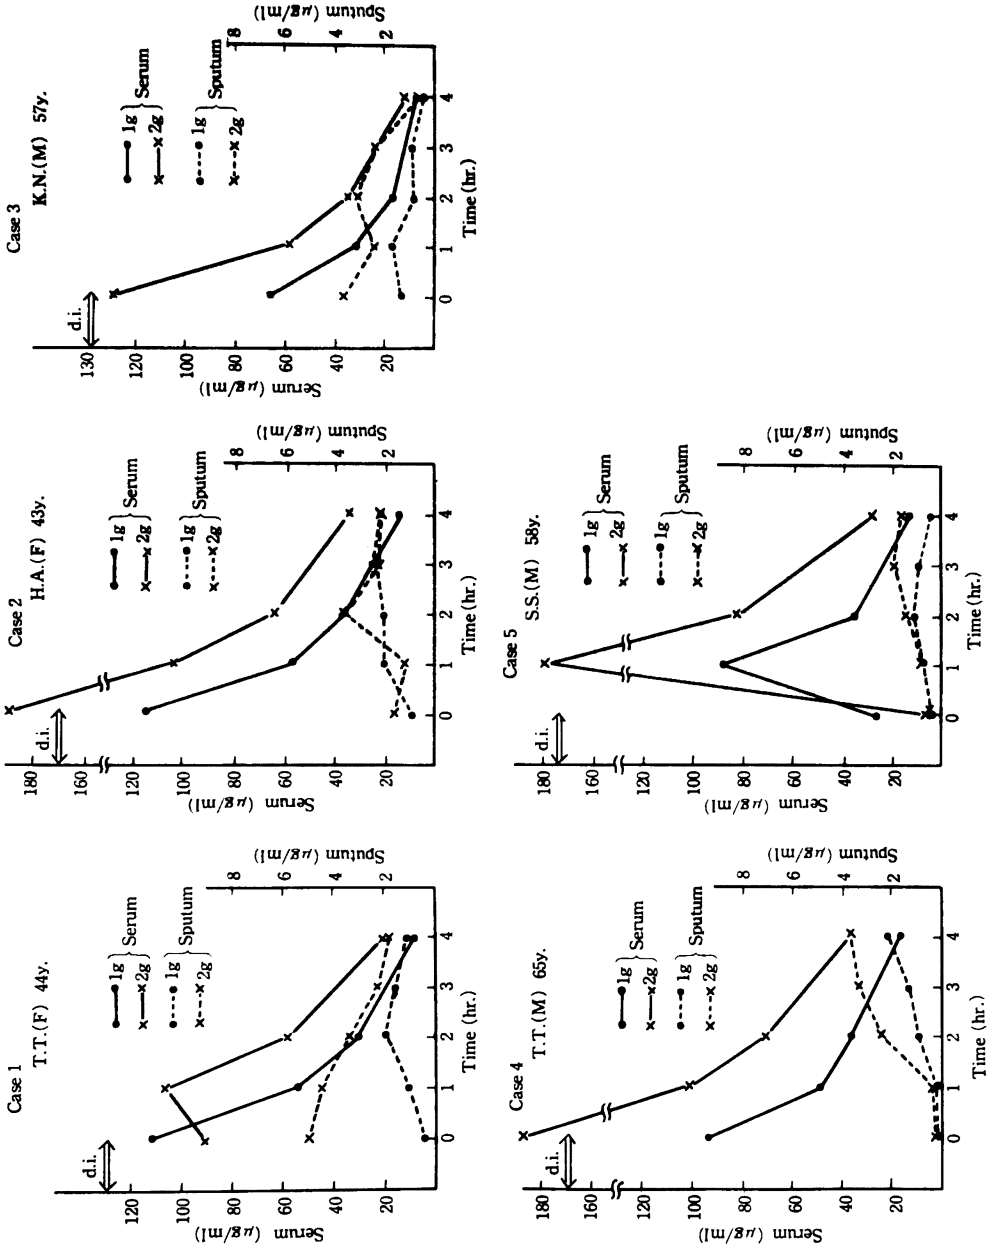 Case 1
T.T.(F) 44y.
d.i.
1g
2g
Serum
1g
2g
Sputum
Serum (μg/ml)
120
100
80
60
40
20
Sputum (μg/ml)
8
6
4
2
0
1
2
3
4
Time (hr.)
Case 2
H.A.(F) 43y.
d.i.
1g
2g
Serum
1g
2g
Sputum
Serum (μg/ml)
180
160
100
80
60
40
20
Sputum (μg/ml)
8
6
4
2
0
1
2
3
4
Time (hr.)
Case 3
K.N.(M) 57y.
d.i.
1g
2g
Serum
1g
2g
Sputum
Serum (μg/ml)
130
120
100
80
60
40
20
Sputum (μg/ml)
8
6
4
2
0
1
2
3
4
Time (hr.)
Case 4
T.T.(M) 65y.
d.i.
1g
2g
Serum
1g
2g
Sputum
Serum (μg/ml)
180
160
100
80
60
40
20
Sputum (μg/ml)
8
6
4
2
0
1
2
3
4
Time (hr.)
Case 5
S.S.(M) 58y.
d.i.
1g
2g
Serum
1g
2g
Sputum
Serum (μg/ml)
180
160
100
80
60
40
20
Sputum (μg/ml)
8
6
4
2
0
1
2
3
4
Time (hr.)